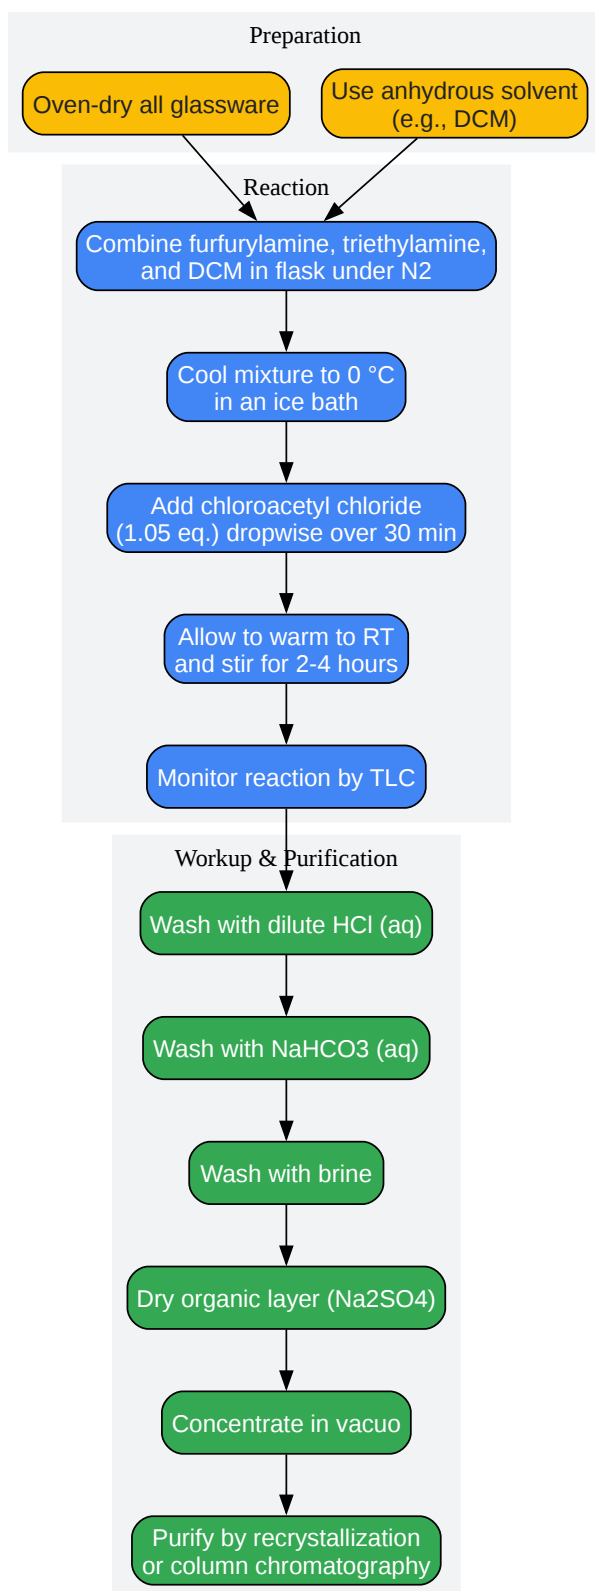 Preparation
Oven-dry all glassware
Use anhydrous solvent
(e.g., DCM)
Reaction
Combine furfurylamine, triethylamine,
and DCM in flask under N2
Cool mixture to 0 °C
in an ice bath
Add chloroacetyl chloride
(1.05 eq.) dropwise over 30 min
Allow to warm to RT
and stir for 2-4 hours
Monitor reaction by TLC
Workup & Purification
Wash with dilute HCl (aq)
Wash with NaHCO3 (aq)
Wash with brine
Dry organic layer (Na2SO4)
Concentrate in vacuo
Purify by recrystallization
or column chromatography